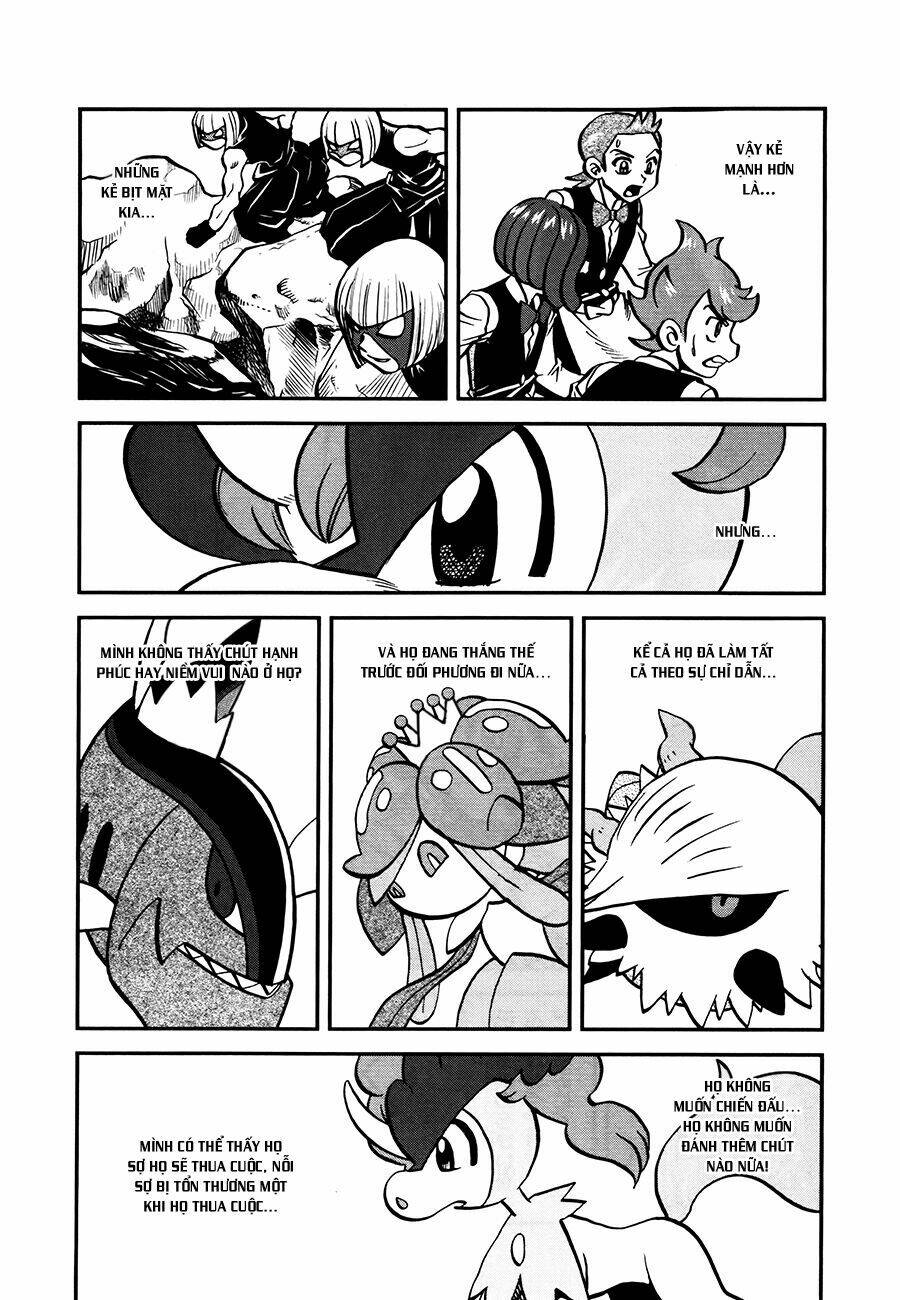 NHỮNG
KẺ BỊT MẶT
KIA...
VẬY KẺ
MẠNH HƠN
LÀ...
NHƯNG...
MÌNH KHÔNG THẤY CHÚT HẠNH
PHÚC HAY NIỀM VUI NÀO Ở HỌ?
VÀ HỌ ĐANG THẮNG THẾ
TRƯỚC ĐỐI PHƯƠNG ĐI NỮA...
KỂ CẢ HỌ ĐÃ LÀM TẤT
CẢ THEO SỰ CHỈ DẪN...
MÌNH CÓ THỂ THẤY HỌ
SỢ HỌ SẼ THUA CUỘC, NỖI
SỢ BỊ TỔN THƯƠNG MỘT
KHI HỌ THUA CUỘC...
HỌ KHÔNG
MUỐN CHIẾN ĐẤU...
HỌ KHÔNG MUỐN
ĐÁNH THÊM CHÚT
NÀO NỮA!